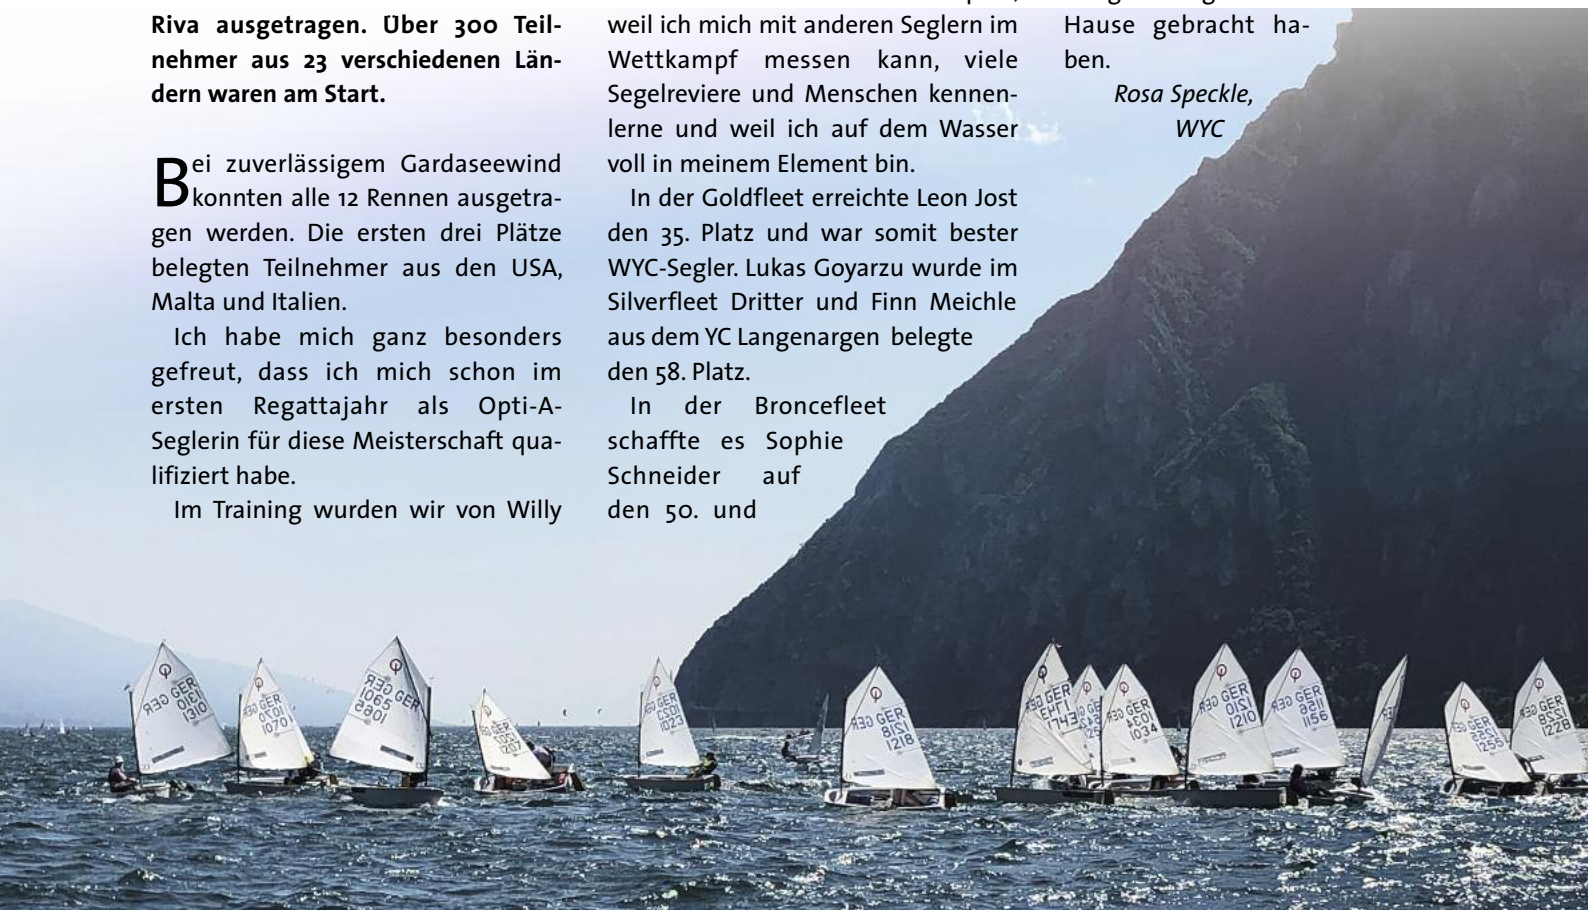 Riva ausgetragen. Über 300 Teil-
nehmer aus 23 verschiedenen Län-
dern waren am Start.
Bei zuverlässigem Gardaseewind
konnten alle 12 Rennen ausgetra-
gen werden. Die ersten drei Plätze
belegten Teilnehmer aus den USA,
Malta und Italien.
Ich habe mich ganz besonders
gefreut, dass ich mich schon im
ersten Regattajahr als Opti-A-
Seglerin für diese Meisterschaft qua-
lifiziert habe.
Im Training wurden wir von Willy
weil ich mich mit anderen Seglern im
Wettkampf messen kann, viele
Segelreviere und Menschen kennen-
lerne und weil ich auf dem Wasser
voll in meinem Element bin.
In der Goldfleet erreichte Leon Jost
den 35. Platz und war somit bester
WYC-Segler. Lukas Goyarzu wurde im
Silverfleet Dritter und Finn Meichle
aus dem YC Langenargen belegte
den 58. Platz.
In der Broncefleet
schaffte es Sophie
Schneider auf
den 50. und
Hause gebracht ha-
ben.
Rosa Speckle,
WYC
GER
1310
GER
1070
GER
1065
GER
1207
GER
1023
GER
1218
GER
GER
1034
GER
1210
GER
1156
GER
1255
GER
1228